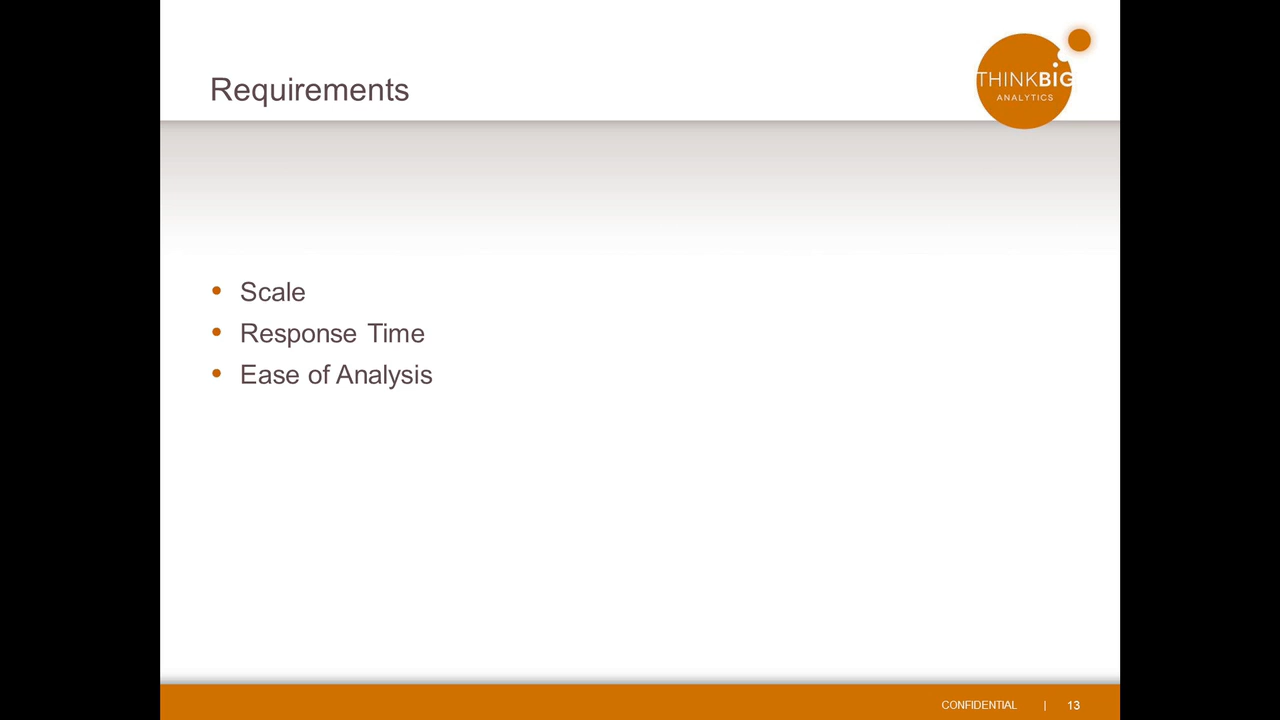 Requirements
THINKBIG
ANALYTICS
• Scale
• Response Time
• Ease of Analysis
CONFIDENTIAL | 13